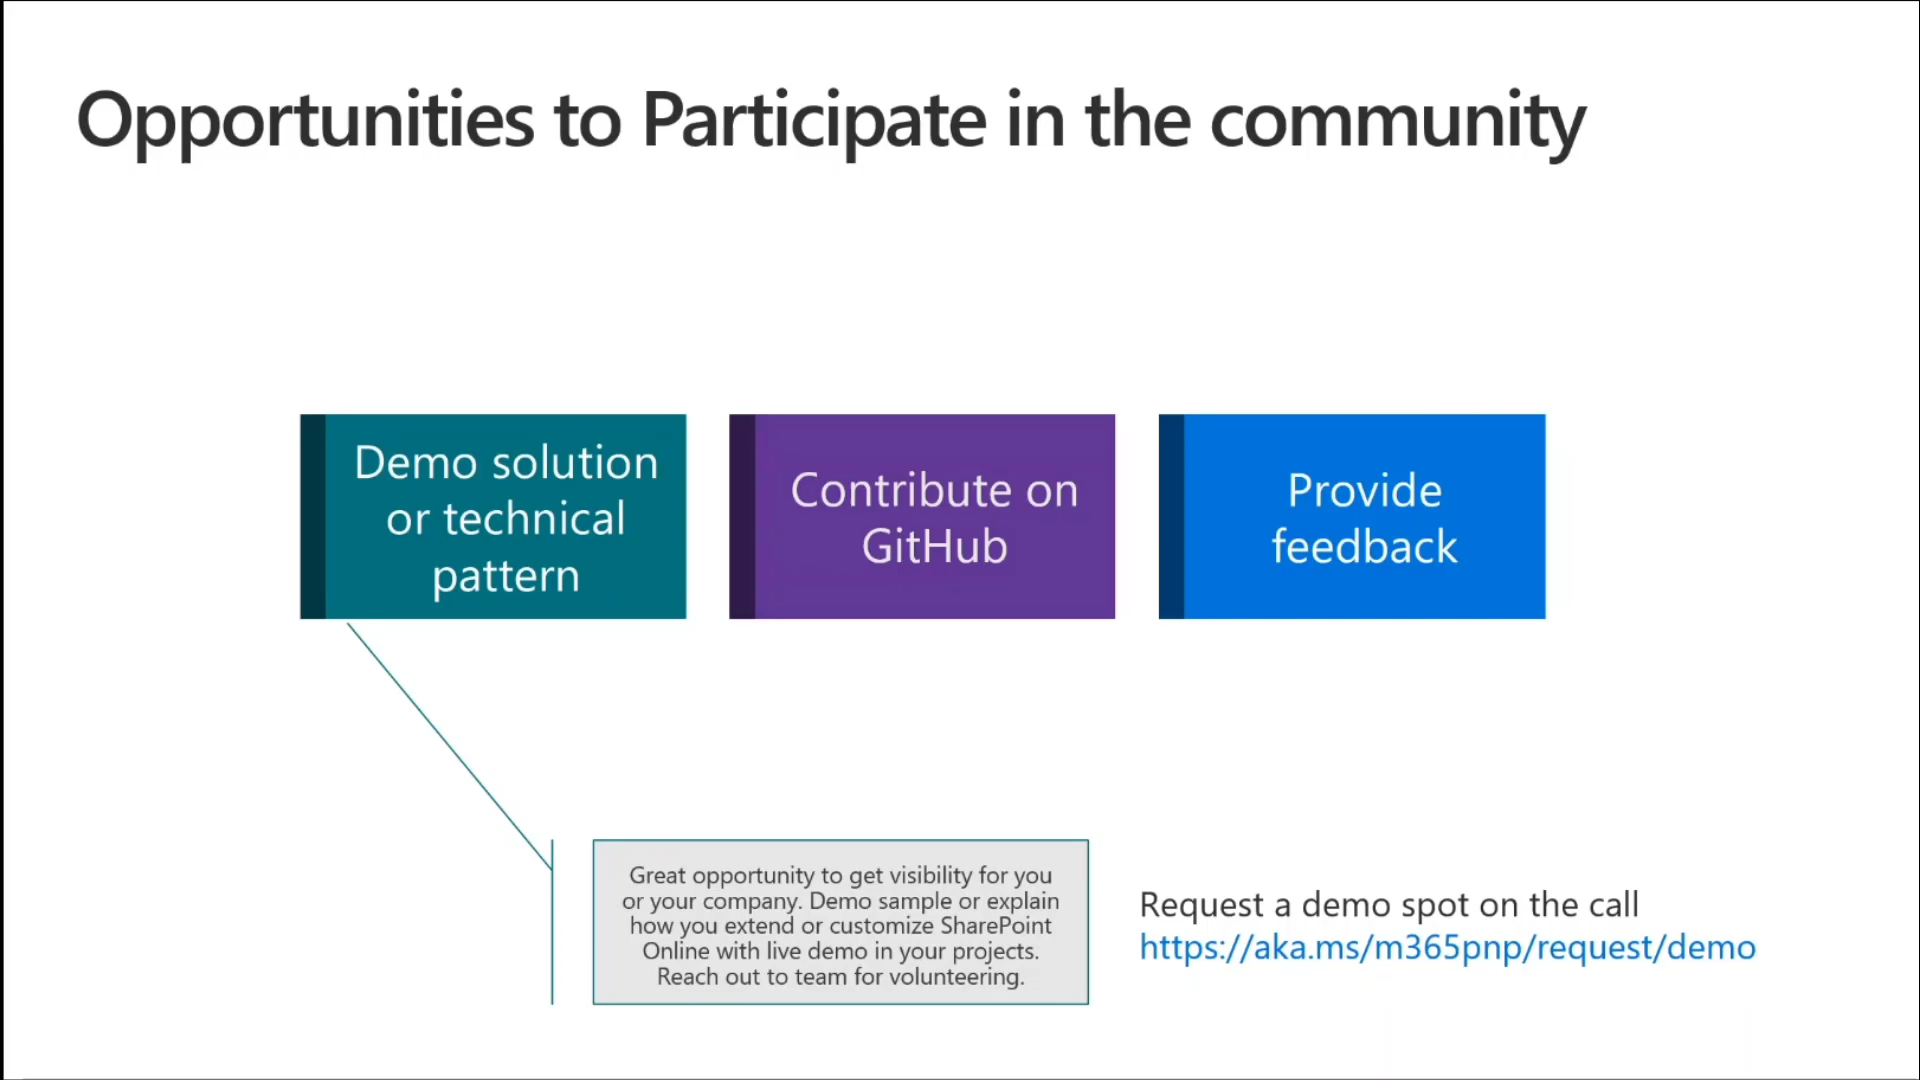 Opportunities to Participate in the community
Demo solution
or technical
pattern
Contribute on
GitHub
Provide
feedback
Great opportunity to get visibility for you
or your company. Demo sample or explain
how you extend or customize SharePoint
Online with live demo in your projects.
Reach out to team for volunteering.
Request a demo spot on the call
https://aka.ms/m365pnp/request/demo